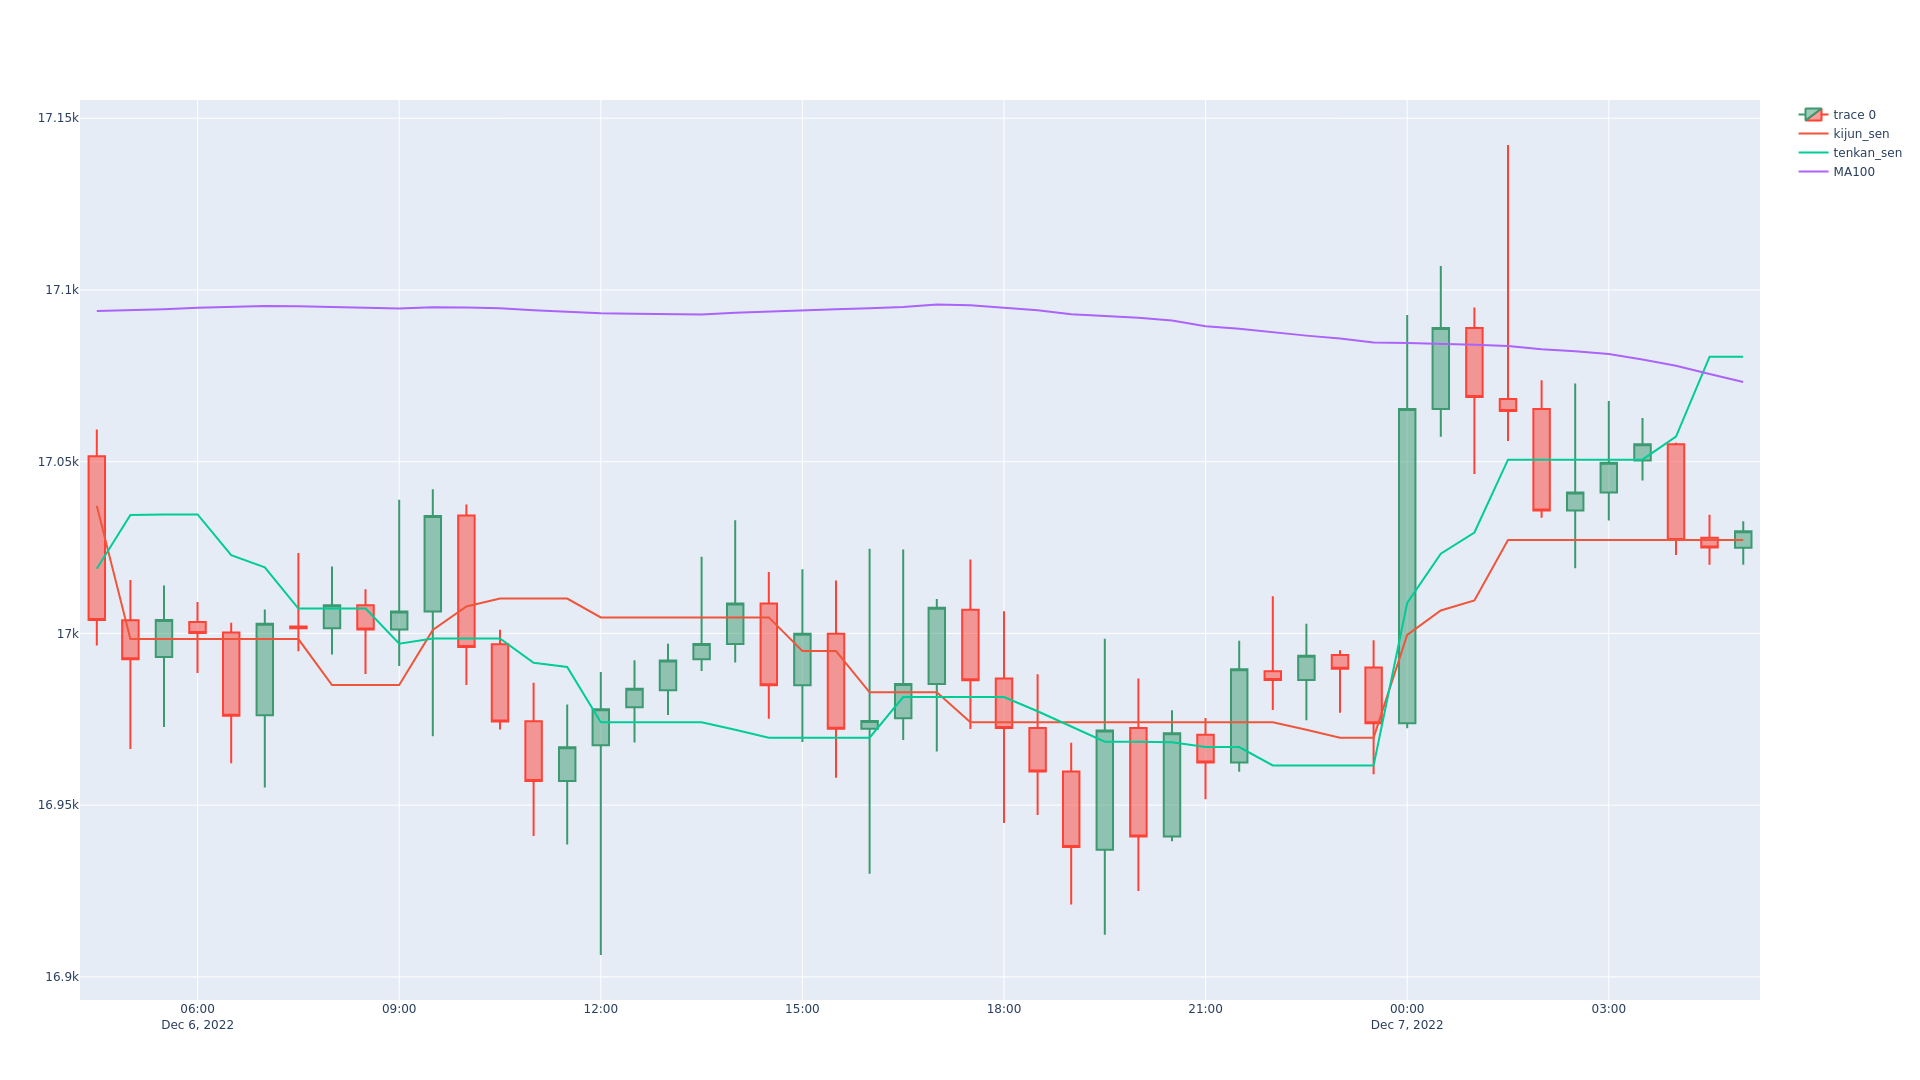 17.15k
17.1k
17.05k
17k
16.95k
16.9k
06:00
Dec 6, 2022
09:00
12:00
15:00
18:00
21:00
00:00
Dec 7, 2022
03:00
trace 0
kijun_sen
tenkan_sen
MA100